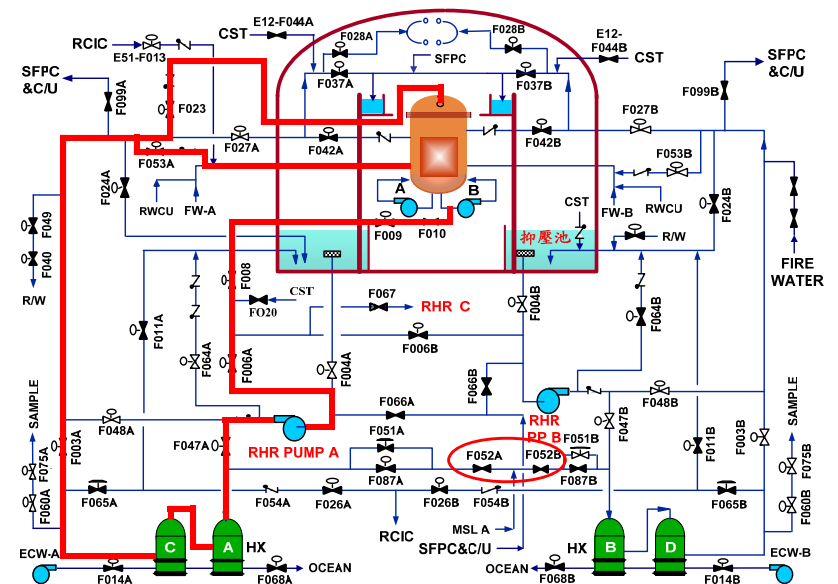 E12-F044A
CST
F028A
F028B
E12-
F044B
CST
RCIC
E51-F013
SFPC
SFPC
&C/U
F099A
F037A
F037B
SFPC
&C/U
F099B
F023
F027A
F042A
F042B
F027B
F053A
F053B
F024A
A
B
RWCU
FW-A
F009
F010
CST
FW-B
RWCU
F024B
F049
F040
R/W
抑壓池
R/W
FIRE
WATER
F008
CST
FO20
F067
RHR C
F004B
F064B
F011A
F064A
F006A
F004A
F006B
F066B
SAMPLE
F048A
F066A
RHR
PP B
F048B
SAMPLE
F003A
F047A
RHR PUMP A
F051A
F052A
F052B
F051B
F047B
F011B
F003B
F075A
F060A
F087A
F087B
F075B
F060B
F065A
F054A
F026A
F026B
F054B
F065B
RCIC
MSL A
SFPC&C/U
C
A
HX
HX
B
D
ECW-A
F014A
F068A
OCEAN
OCEAN
F068B
F014B
ECW-B